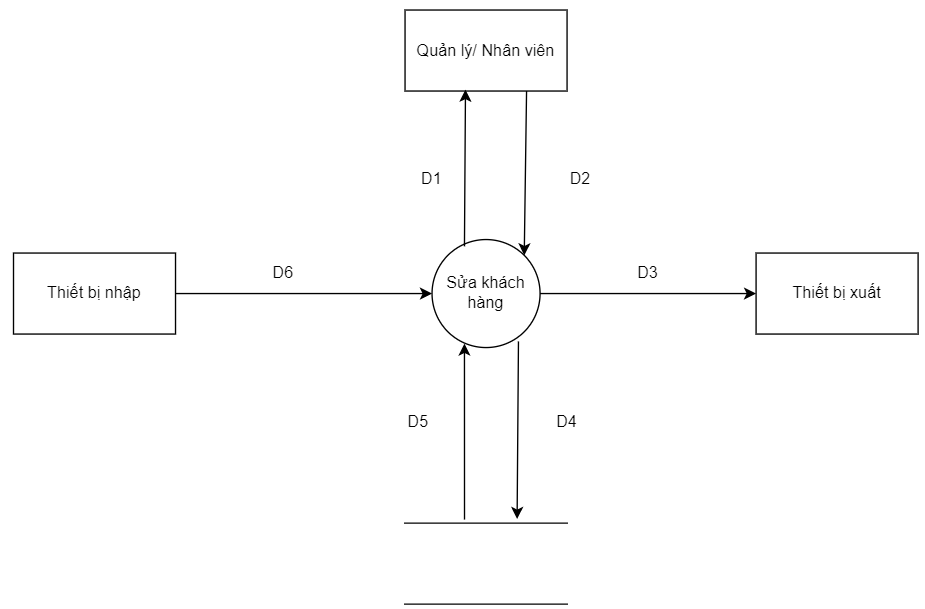 Quản lý/ Nhân viên
D1
D2
Thiết bị nhập
D6
Sửa khách
hàng
D3
Thiết bị xuất
D5
D4